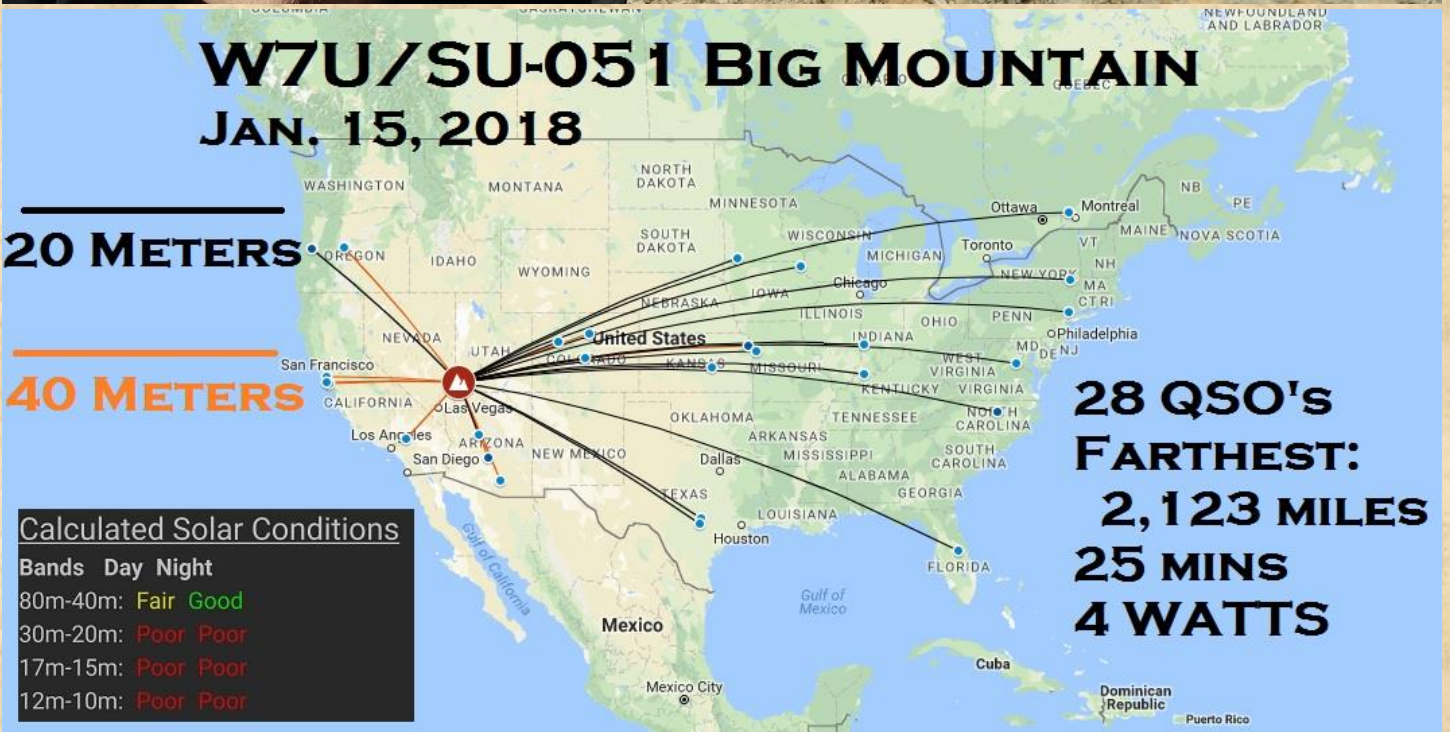 COLUMBIA
SASKATCHEWAN
NEWFOUNDLAND
AND LABRADOR
W7U/SU-051 Big Mountain
ONTARIO
QUEBEC
Jan. 15, 2018
NORTH
DAKOTA
WASHINGTON
MONTANA
NB
PE
MINNESOTA
Ottawa
Montreal
MAINE
NOVA SCOTIA
20 Meters
SOUTH
DAKOTA
WISCONSIN
VT
Toronto
OREGON
IDAHO
MICHIGAN
NH
WYOMING
NEW YORK
Chicago
MA
IOWA
NEBRASKA
CT RI
ILLINOIS
PENN
OHIO
NEVADA
United States
INDIANA
Philadelphia
UTAH
MD
DE NJ
San Francisco
COLORADO
KANSAS
MISSOURI
WEST
VIRGINIA
40 Meters
KENTUCKY
VIRGINIA
CALIFORNIA
Las Vegas
28 QSO's
OKLAHOMA
TENNESSEE
NORTH
CAROLINA
Los Angeles
ARIZONA
ARKANSAS
NEW MEXICO
San Diego
Dallas
MISSISSIPPI
SOUTH
CAROLINA
Farthest:
ALABAMA
TEXAS
GEORGIA
2,123 miles
LOUISIANA
Houston
Calculated Solar Conditions
Bands Day Night
80m-40m: Fair Good
30m-20m: Poor Poor
17m-15m: Poor Poor
12m-10m: Poor Poor
Gulf of California
FLORIDA
25 mins
Gulf of
Mexico
4 WATTS
Mexico
Cuba
Mexico City
Dominican
Republic
Puerto Rico